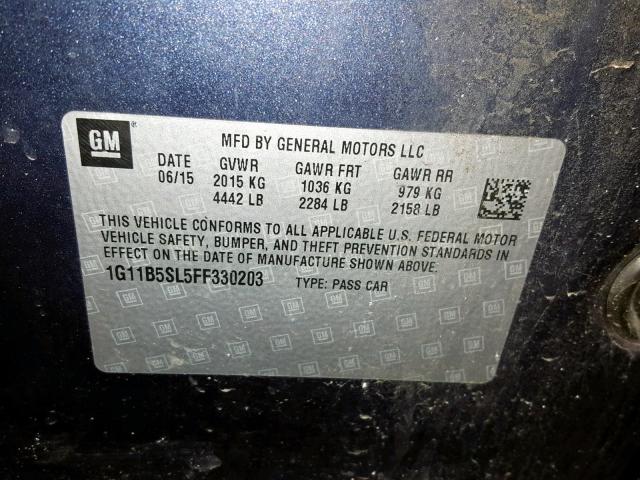 GM
MFD BY GENERAL MOTORS LLC
DATE GVWR GAWR FRT GAWR RR
06/15 2015 KG 1036 KG 979 KG
4442 LB 2284 LB 2158 LB
THIS VEHICLE CONFORMS TO ALL APPLICABLE U.S. FEDERAL MOTOR
VEHICLE SAFETY, BUMPER, AND THEFT PREVENTION STANDARDS IN
EFFECT ON THE DATE OF MANUFACTURE SHOWN ABOVE.
1G11B5SL5FF330203 TYPE: PASS CAR